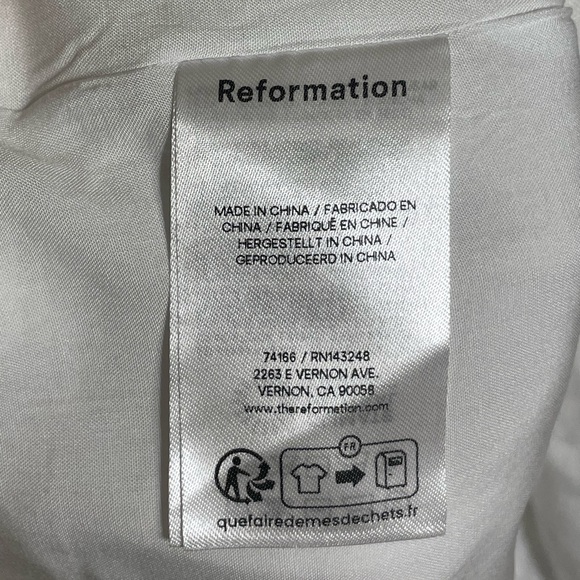 Reformation
MADE IN CHINA / FABRICADO EN
CHINA / FABRIQUÉ EN CHINE /
HERGESTELLT IN CHINA /
GEPRODUCEERD IN CHINA
74166 / RN143248
2263 E VERNON AVE.
VERNON, CA 90058
www.thereformation.com
FR
quefairedemesdechets.fr